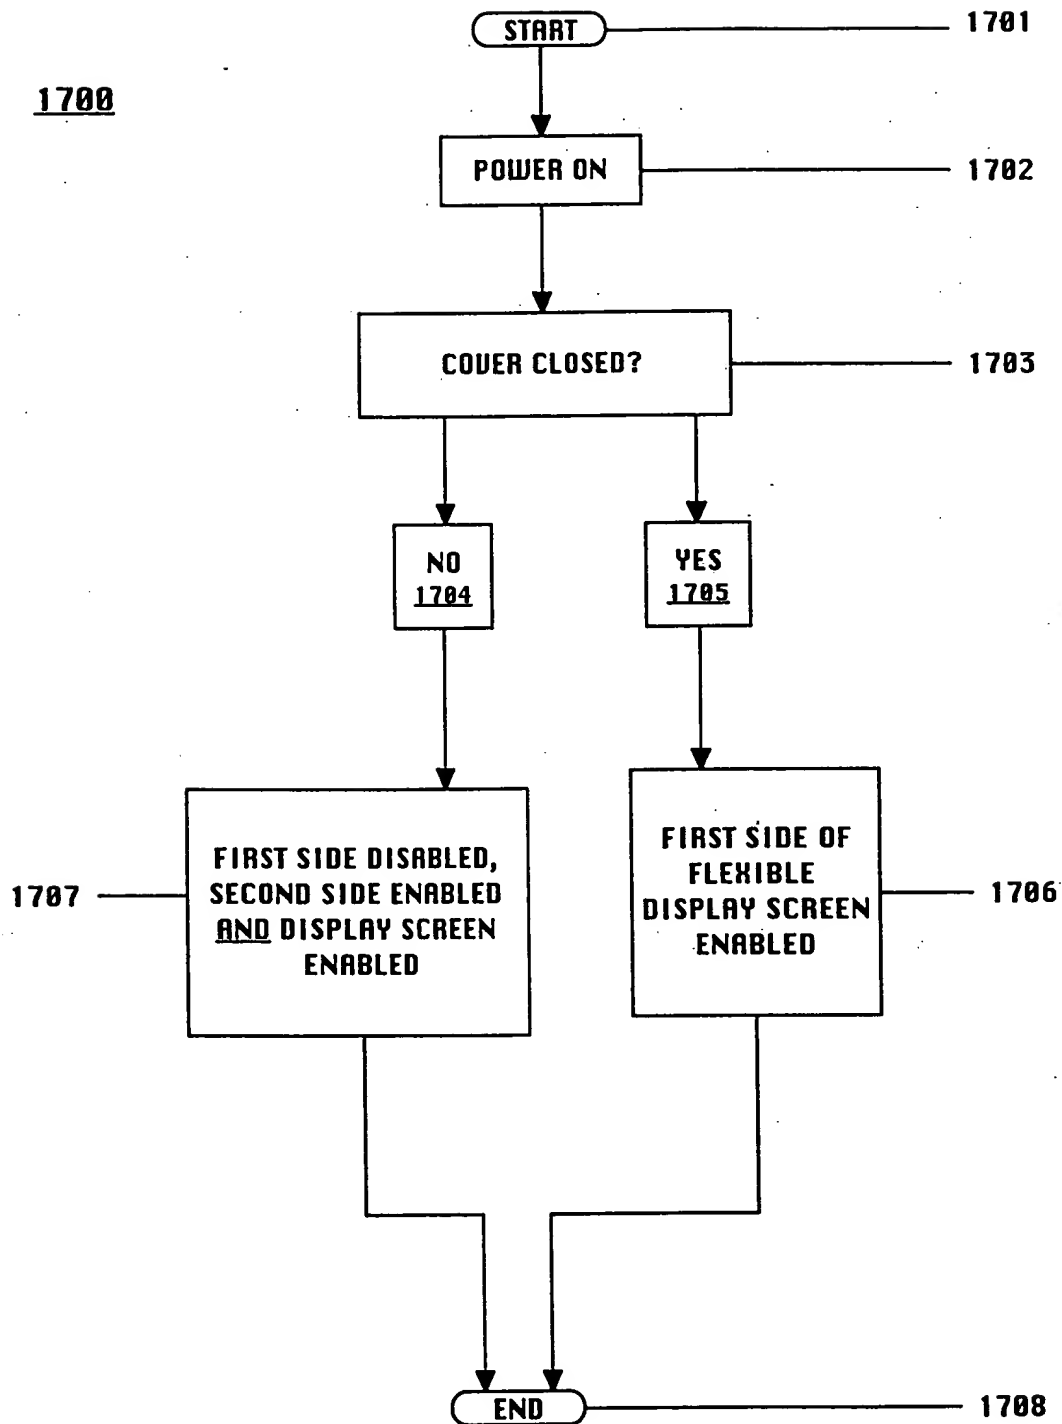 START
1701
1700
POWER ON
1702
COVER CLOSED?
1703
NO
1704
YES
1705
FIRST SIDE DISABLED,
SECOND SIDE ENABLED
AND DISPLAY SCREEN
ENABLED
1707
FIRST SIDE OF
FLEXIBLE
DISPLAY SCREEN
ENABLED
1706
END
1708